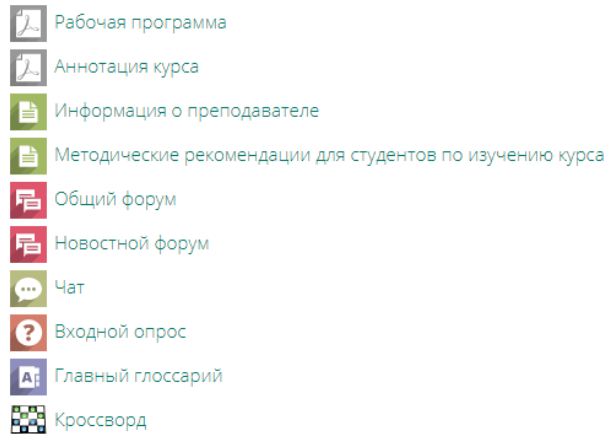 Рабочая программа
Аннотация курса
Информация о преподавателе
Методические рекомендации для студентов по изучению курса
Общий форум
Новостной форум
Чат
Входной опрос
Главный глоссарий
Кроссворд